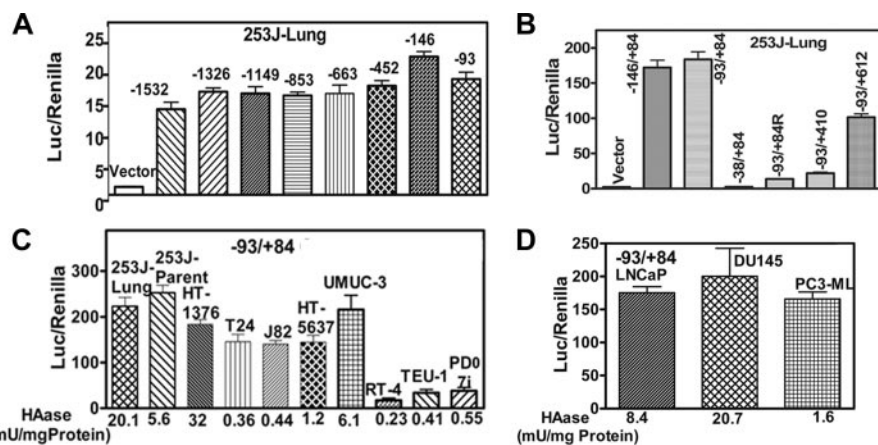 A
253J-Lung
Luc/Renilla
25
20
15
10
5
0
Vector
-1532
-1326
-1149
-853
-663
-452
-146
-93
B
253J-Lung
Luc/Renilla
200
150
100
50
0
Vector
-146/+84
-93/+84
-38/+84
-93/+84R
-93/+410
-93/+612
C
-93/+84
Luc/Renilla
300
200
100
0
253J-
Lung
253J-
Parent
HT-
1376
T24
J82
HT-
5637
UMUC-3
RT-4
TEU-1
PD0
7i
HAase
20.1 5.6 32 0.36 0.44 1.2 6.1 0.23 0.41 0.55
mU/mgProtein)
D
-93/+84
Luc/Renilla
250
200
150
100
50
0
LNCaP
DU145
PC3-ML
HAase
8.4 20.7 1.6
(mU/mg Protein)